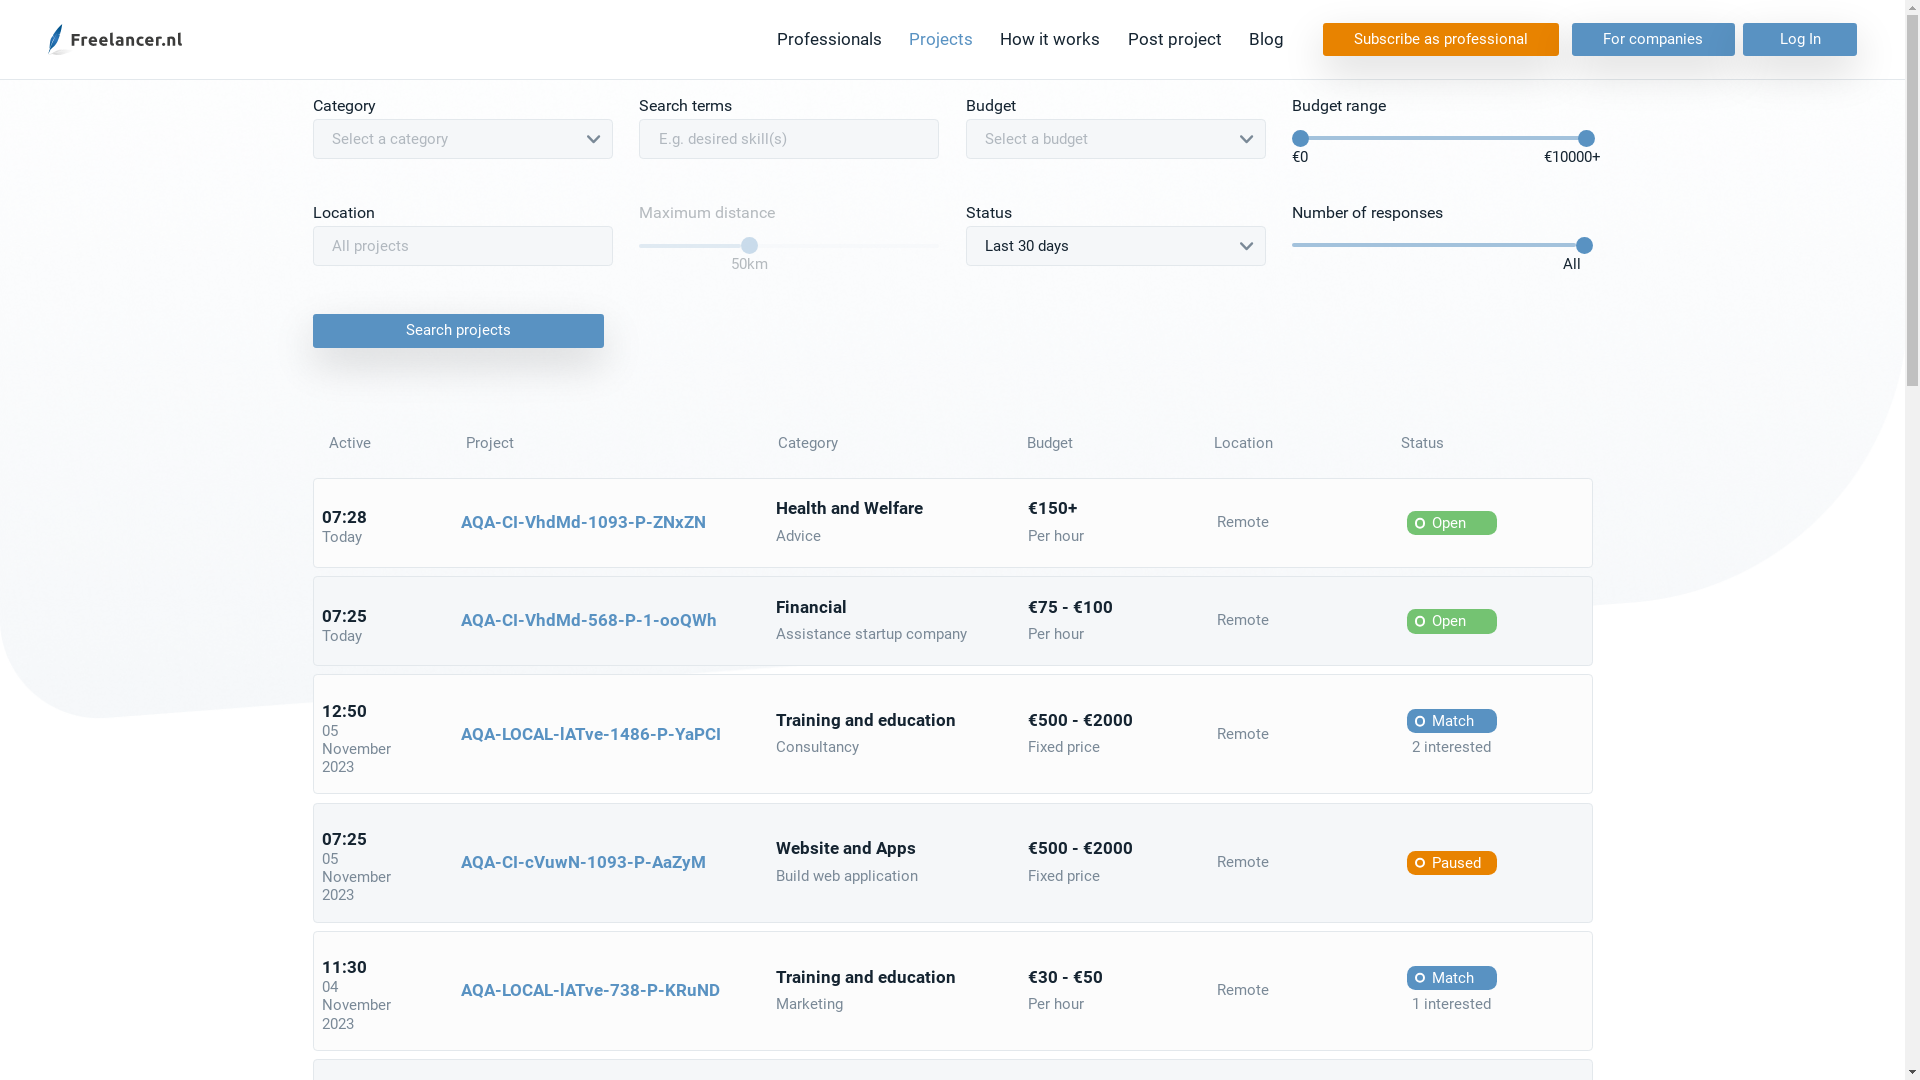 Freelancer.nl
Professionals
Projects
How it works
Post project
Blog
Subscribe as professional
For companies
Log In
Category
Search terms
Budget
Budget range
Select a category
E.g. desired skill(s)
Select a budget
€0
€10000+
Location
Maximum distance
Status
Number of responses
All projects
50km
Last 30 days
All
Search projects
Active
Project
Category
Budget
Location
Status
07:28
Today
AQA-CI-VhdMd-1093-P-ZNxZN
Health and Welfare
Advice
€150+
Per hour
Remote
Open
07:25
Today
AQA-CI-VhdMd-568-P-1-ooQWh
Financial
Assistance startup company
€75 - €100
Per hour
Remote
Open
12:50
05
November
2023
AQA-LOCAL-lATve-1486-P-YaPCI
Training and education
Consultancy
€500 - €2000
Fixed price
Remote
Match
2 interested
07:25
05
November
2023
AQA-CI-cVuwN-1093-P-AaZyM
Website and Apps
Build web application
€500 - €2000
Fixed price
Remote
Paused
11:30
04
November
2023
AQA-LOCAL-lATve-738-P-KRuND
Training and education
Marketing
€30 - €50
Per hour
Remote
Match
1 interested